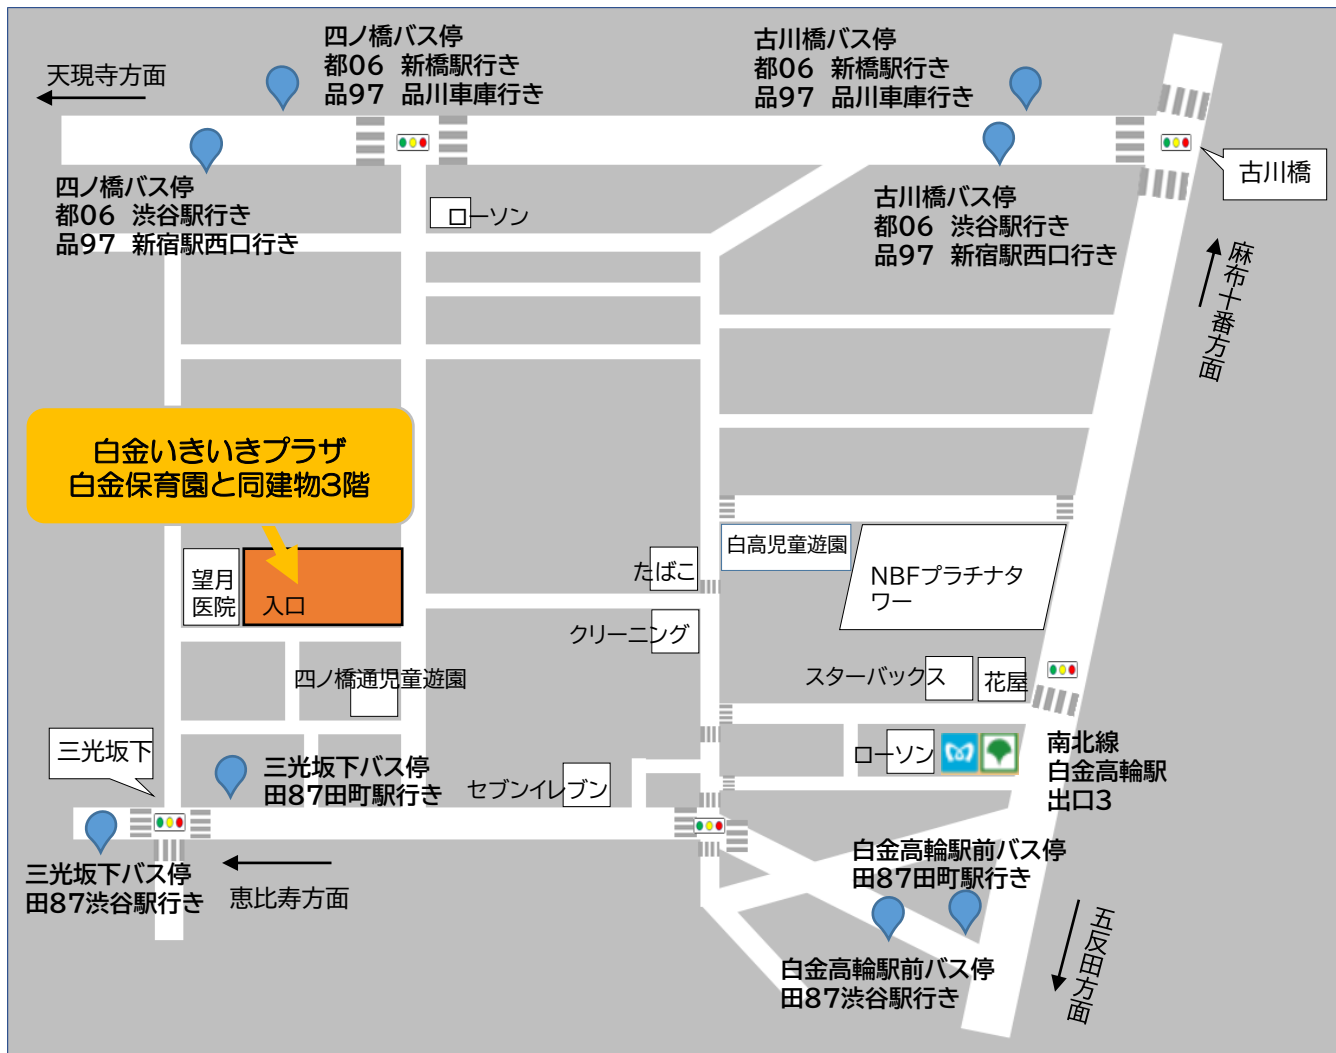 四ノ橋バス停
都06 新橋駅行き
品97 品川車庫行き
古川橋バス停
都06 新橋駅行き
品97 品川車庫行き
天現寺方面
古川橋
四ノ橋バス停
都06 渋谷駅行き
品97 新宿駅西口行き
ローソン
古川橋バス停
都06 渋谷駅行き
品97 新宿駅西口行き
麻布十番方面
白金いきいきプラザ
白金保育園と同建物3階
望月
医院
入口
たばこ
白高児童遊園
NBFプラチナタ
ワー
クリーニング
四ノ橋通児童遊園
スターバックス
花屋
三光坂下
三光坂下バス停
田87田町駅行き
セブンイレブン
ローソン
南北線
白金高輪駅
出口3
三光坂下バス停
田87渋谷駅行き
恵比寿方面
白金高輪駅前バス停
田87田町駅行き
白金高輪駅前バス停
田87渋谷駅行き
五反田方面